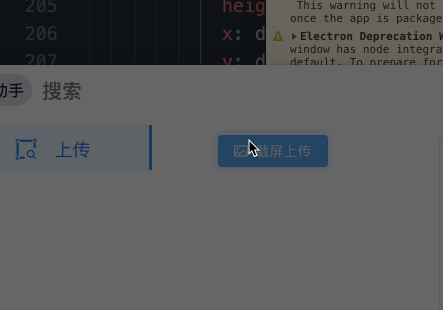 205
heig
206
x: d
207
y: d
This warning will not
once the app is package
Electron Deprecation W
window has node integra
default. To prepare for
助手
搜索
上传
截屏上传